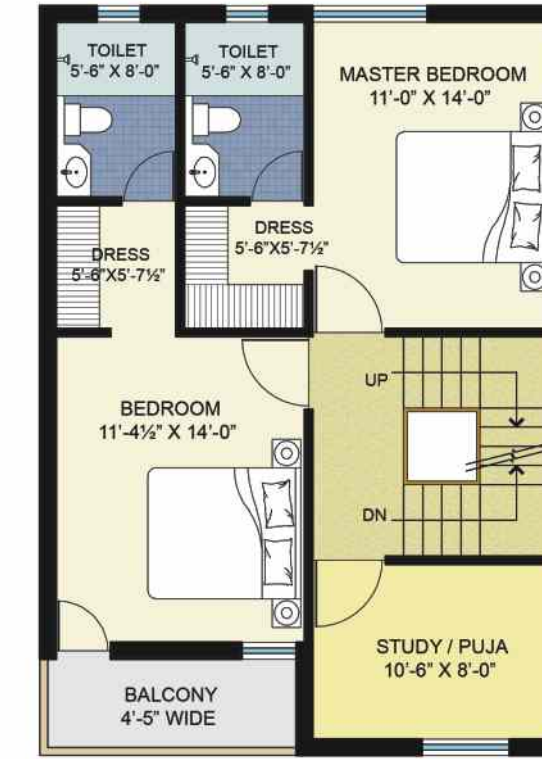 TOILET
5'-6" X 8'-0"
TOILET
5'-6" X 8'-0"
MASTER BEDROOM
11'-0" X 14'-0"
DRESS
5'-6"X5'-7½"
DRESS
5'-6"X5'-7½"
UP
BEDROOM
11'-4½" X 14'-0"
DN
STUDY / PUJA
10'-6" X 8'-0"
BALCONY
4'-5" WIDE